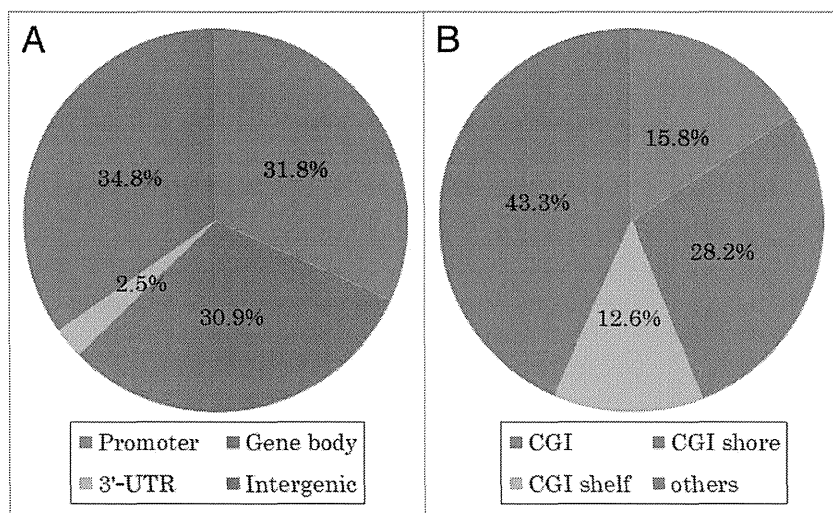 A
34.8%
31.8%
2.5%
30.9%
Promoter
Gene body
3'-UTR
Intergenic
B
15.8%
43.3%
28.2%
12.6%
CGI
CGI shore
CGI shelf
others